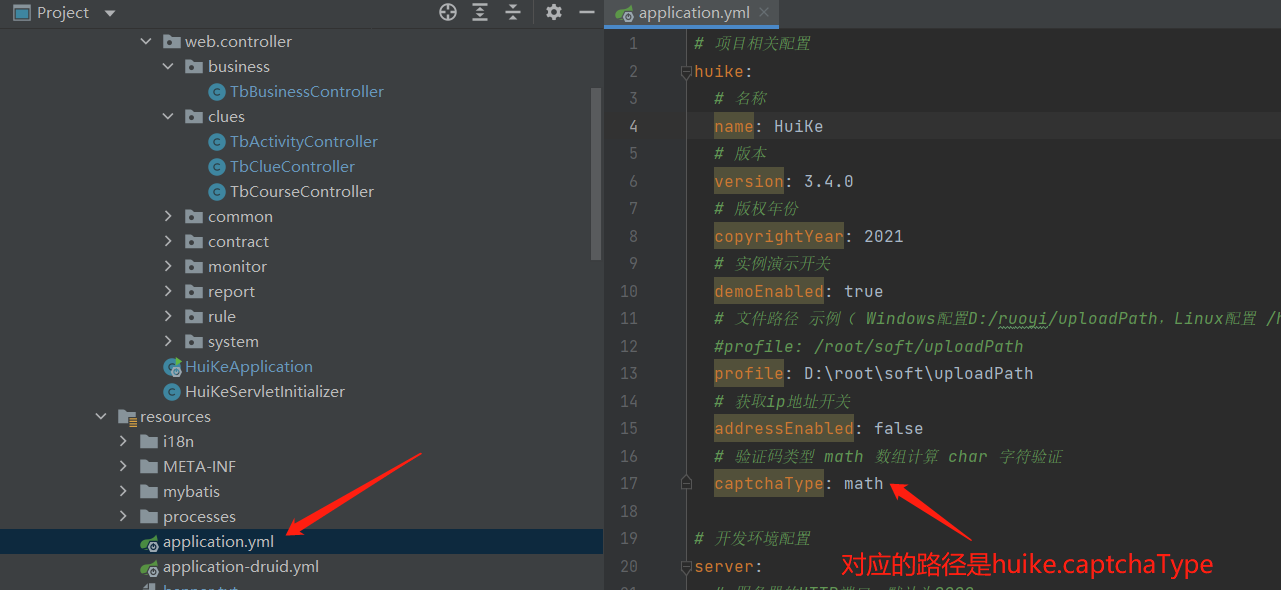 Project
web.controller
business
TbBusinessController
clues
TbActivityController
TbClueController
TbCourseController
common
contract
monitor
report
rule
system
HuiKeApplication
HuiKeServletInitializer
resources
i18n
META-INF
mybatis
processes
application.yml
application-druid.yml
application.yml
1 # 项目相关配置
2 huike:
3 # 名称
4 name: HuiKe
5 # 版本
6 version: 3.4.0
7 # 版权年份
8 copyrightYear: 2021
9 # 实例演示开关
10 demoEnabled: true
11 # 文件路径 示例（ Windows配置D:/ruoyi/uploadPath，Linux配置 /h
12 #profile: /root/soft/uploadPath
13 profile: D:\root\soft\uploadPath
14 # 获取ip地址开关
15 addressEnabled: false
16 # 验证码类型 math 数组计算 char 字符验证
17 captchaType: math
18
19 # 开发环境配置
20 server:
对应的路径是huike.captchaType